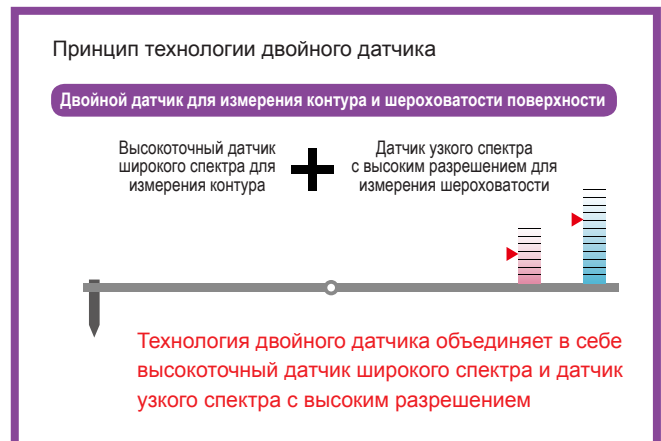 Принцип технологии двойного датчика
Двойной датчик для измерения контура и шероховатости поверхности
Высокоточный датчик
широкого спектра для
измерения контура
Датчик узкого спектра
с высоким разрешением для
измерения шероховатости
Технология двойного датчика объединяет в себе
высокоточный датчик широкого спектра и датчик
узкого спектра с высоким разрешением